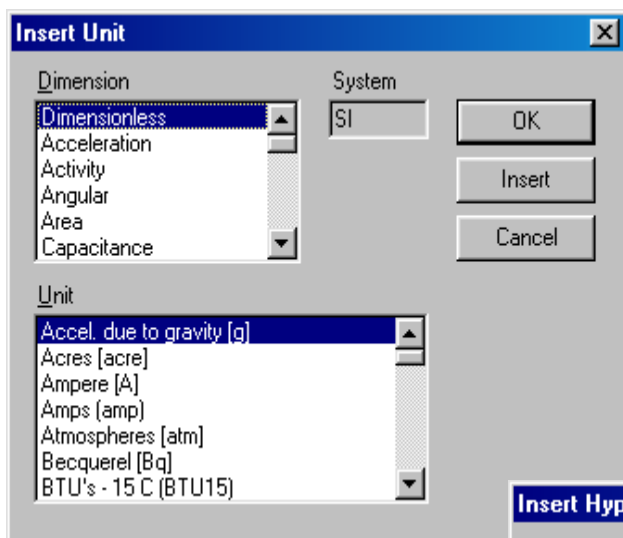 Insert Unit
Dimension
System
Dimensionless
Acceleration
Activity
Angular
Area
Capacitance
SI
OK
Insert
Cancel
Unit
Accel. due to gravity [g]
Acres [acre]
Ampere [A]
Amps (amp)
Atmospheres [atm]
Becquerel [Bq]
BTU's - 15 C (BTU15)
Insert Hyp